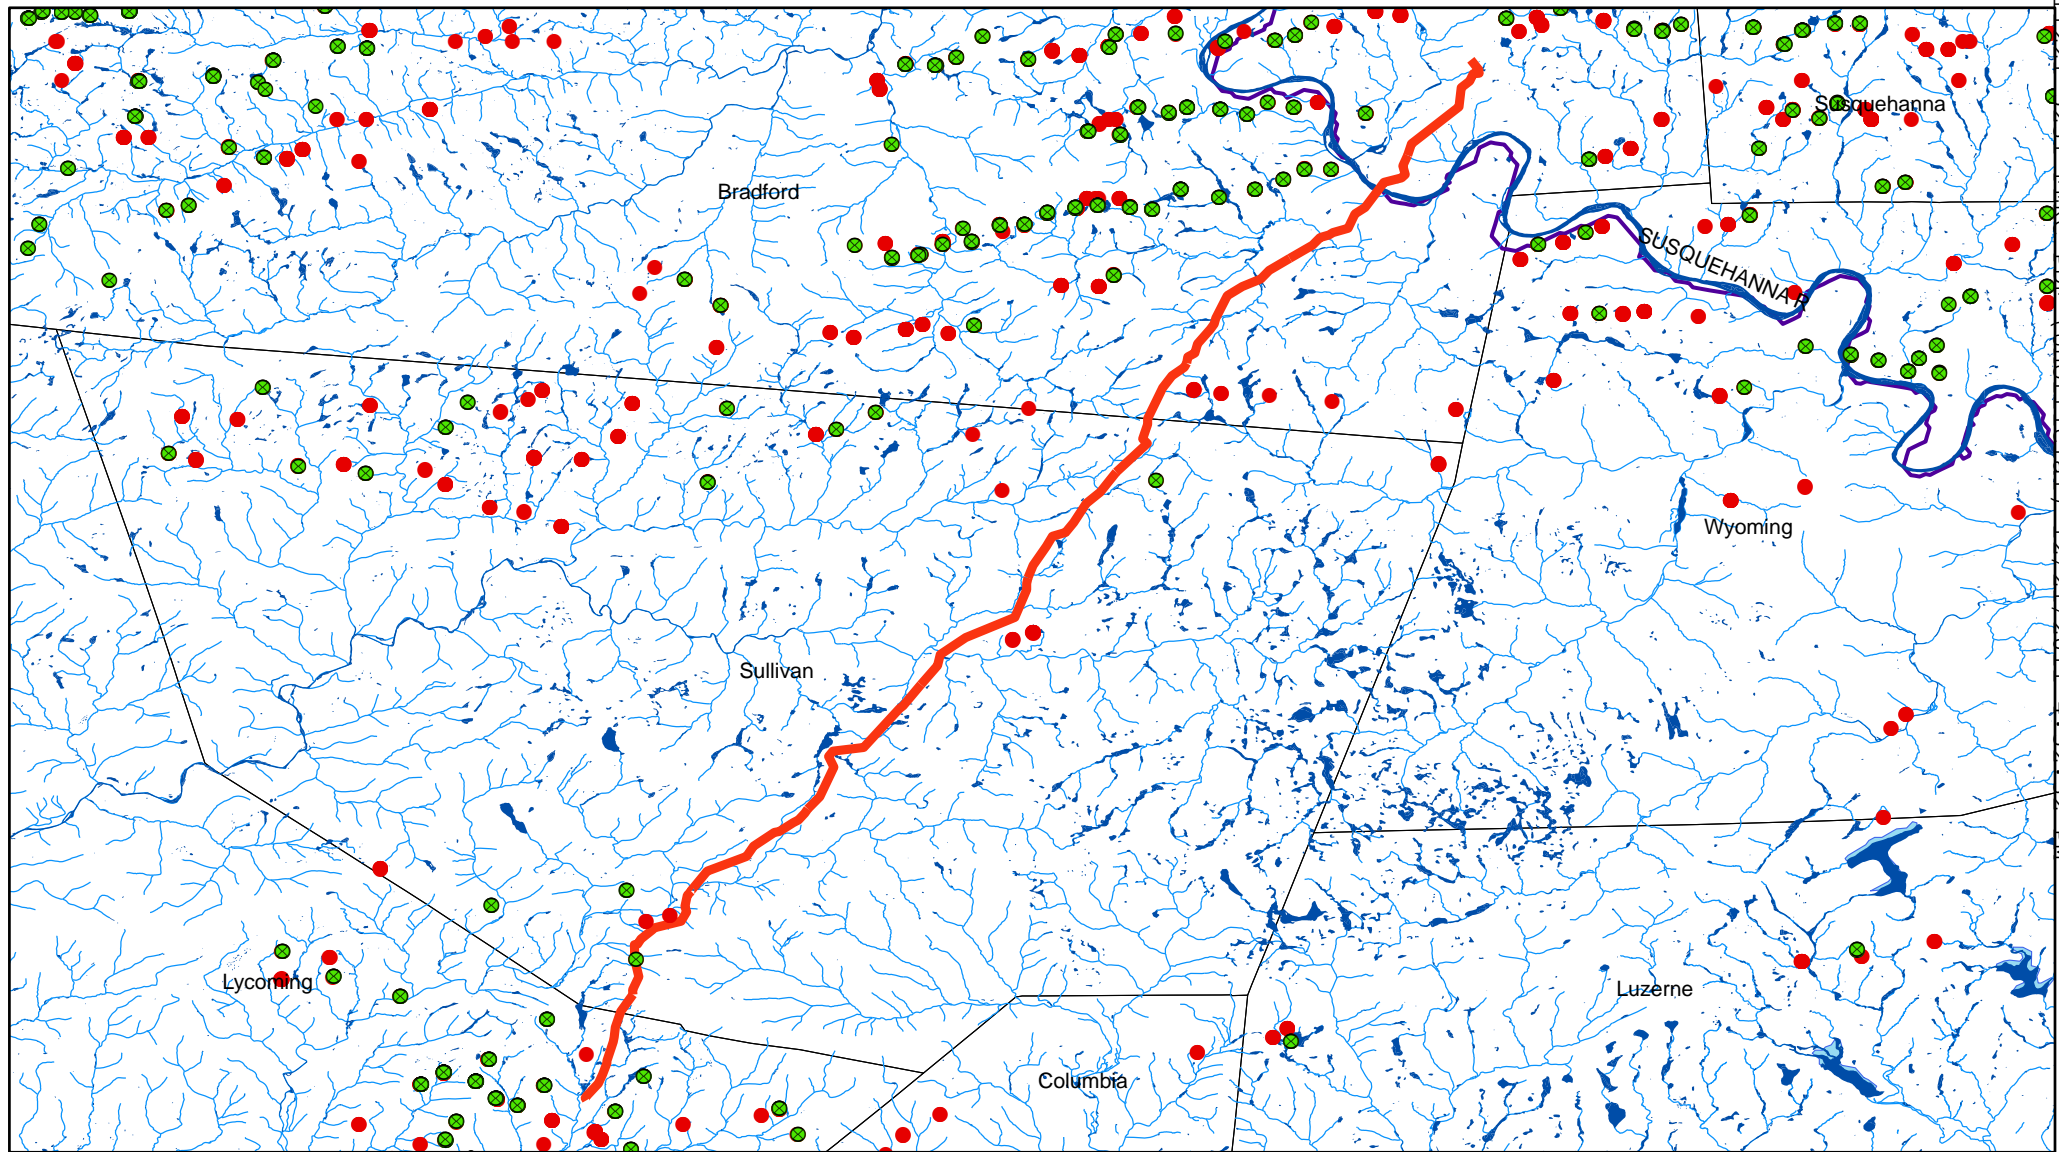 Susquehanna
Bradford
SUSQUEHANNA R
Wyoming
Sullivan
Lycoming
Luzerne
Columbia